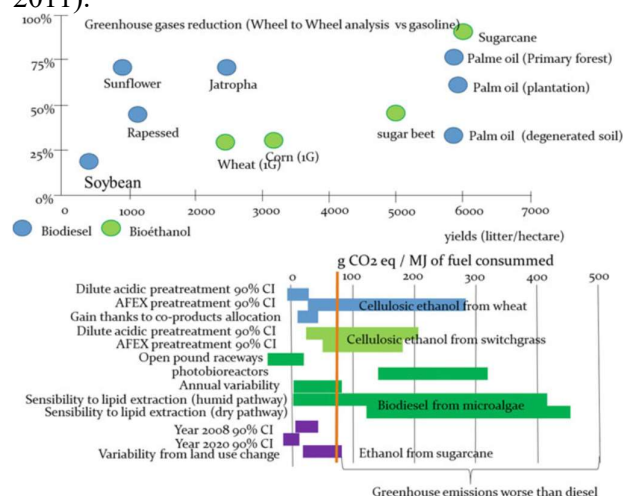 2011).
100%
Greenhouse gases reduction (Wheel to Wheel analysis vs gasoline)
Sugarcane
75%
Palme oil (Primary forest)
Sunflower
Jatropha
Palm oil (plantation)
50%
Rapessed
sugar beet
Palm oil (degenerated soil)
25%
Wheat (1G)
Corn (1G)
Soybean
0%
0 1000 2000 3000 4000 5000 6000 7000
Biodiesel
Bioéthanol
yields (litter/hectare)
g CO2 eq / MJ of fuel consummed
0 100 200 300 400 500
Dilute acidic preatreatment 90% CI
AFEX preatreatment 90% CI
Cellulosic ethanol from wheat
Gain thanks to co-products allocation
Dilute acidic preatreatment 90% CI
AFEX preatreatment 90% CI
Cellulosic ethanol from switchgrass
Open pound raceways
photobioreactors
Annual variability
Sensibility to lipid extraction (humid pathway)
Biodiesel from microalgae
Sensibility to lipid extraction (dry pathway)
Year 2008 90% CI
Year 2020 90% CI
Variability from land use change
Ethanol from sugarcane
Greenhouse emissions worse than diesel